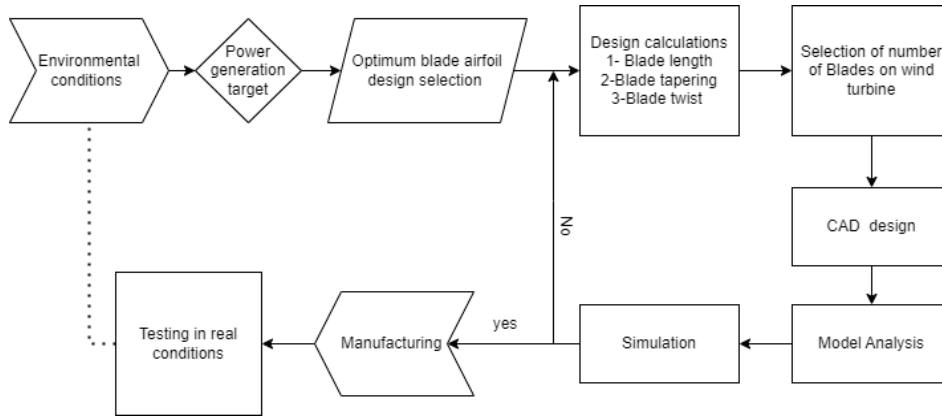 Environmental
conditions
Power
generation
target
Optimum blade airfoil
design selection
Design calculations
1- Blade length
2-Blade tapering
3-Blade twist
Selection of number
of Blades on wind
turbine
CAD design
Model Analysis
Simulation
No
yes
Manufacturing
Testing in real
conditions